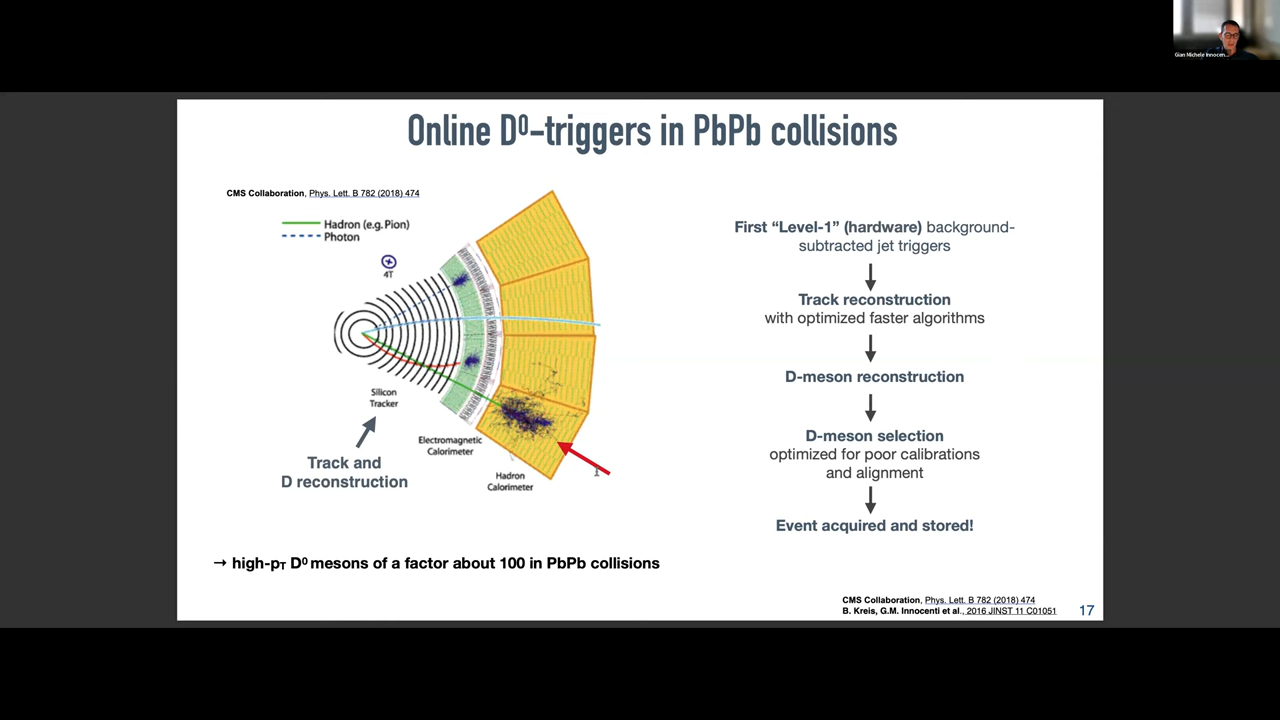 Gian Michele Innocen...
Online D⁰-triggers in PbPb collisions
CMS Collaboration, Phys. Lett. B 782 (2018) 474
Hadron (e.g. Pion)
Photon
4T
Silicon
Tracker
Electromagnetic
Calorimeter
Hadron
Calorimeter
Track and
D reconstruction
First “Level-1” (hardware) background-
subtracted jet triggers
Track reconstruction
with optimized faster algorithms
D-meson reconstruction
D-meson selection
optimized for poor calibrations
and alignment
Event acquired and stored!
→ high-pT D⁰ mesons of a factor about 100 in PbPb collisions
CMS Collaboration, Phys. Lett. B 782 (2018) 474
B. Kreis, G.M. Innocenti et al., 2016 JINST 11 C01051
17